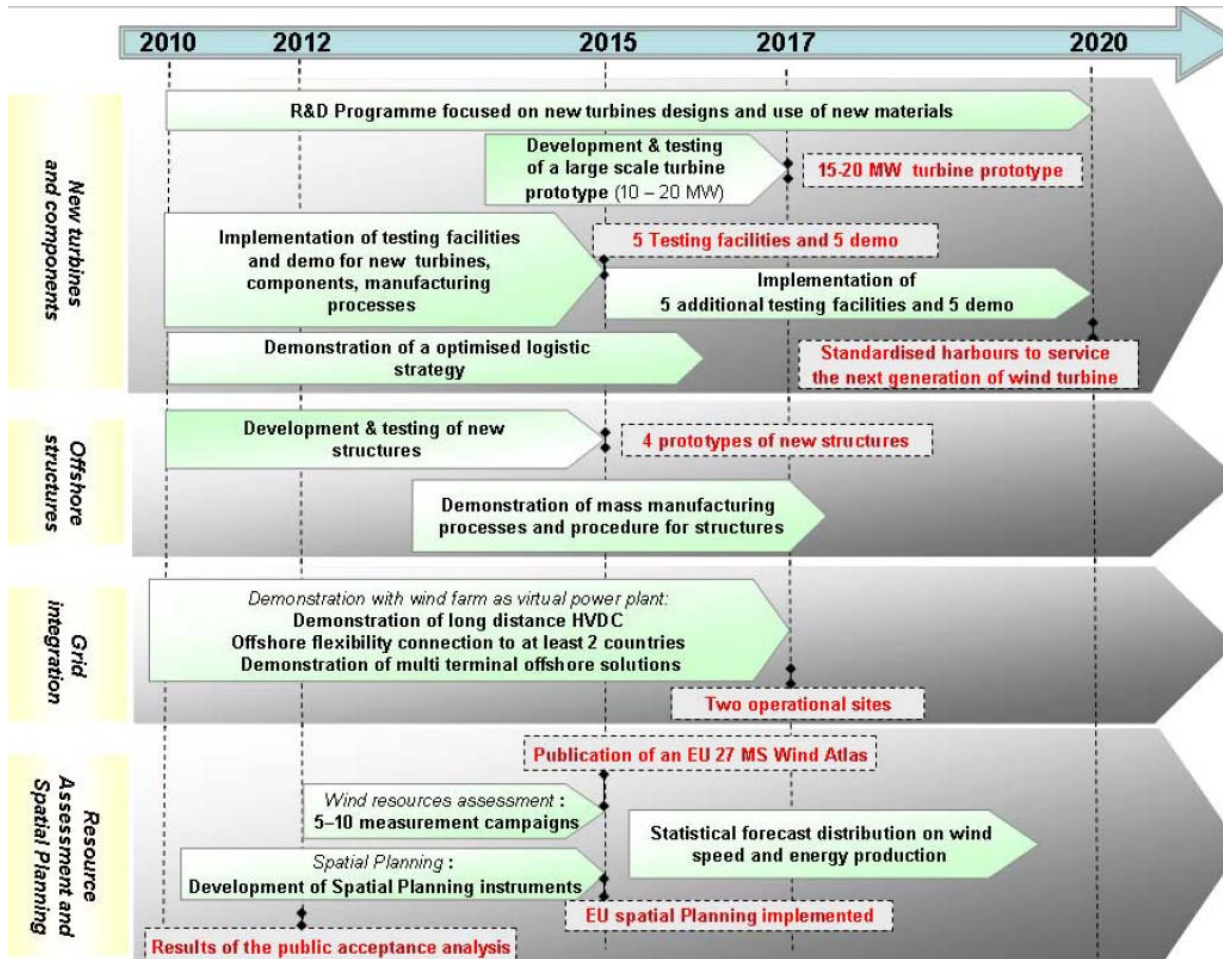 2010 2012 2015 2017 2020
New turbines
and components
R&D Programme focused on new turbines designs and use of new materials
Development & testing
of a large scale turbine
prototype (10 – 20 MW)
15-20 MW turbine prototype
Implementation of testing facilities
and demo for new turbines,
components, manufacturing
processes
5 Testing facilities and 5 demo
Implementation of
5 additional testing facilities and 5 demo
Demonstration of a optimised logistic
strategy
Standardised harbours to service
the next generation of wind turbine
Offshore
structures
Development & testing of new
structures
4 prototypes of new structures
Demonstration of mass manufacturing
processes and procedure for structures
Grid
integration
Demonstration with wind farm as virtual power plant:
Demonstration of long distance HVDC
Offshore flexibility connection to at least 2 countries
Demonstration of multi terminal offshore solutions
Two operational sites
Resource
Assessment and
Spatial Planning
Publication of an EU 27 MS Wind Atlas
Wind resources assessment :
5–10 measurement campaigns
Statistical forecast distribution on wind
speed and energy production
Spatial Planning :
Development of Spatial Planning instruments
EU spatial Planning implemented
Results of the public acceptance analysis